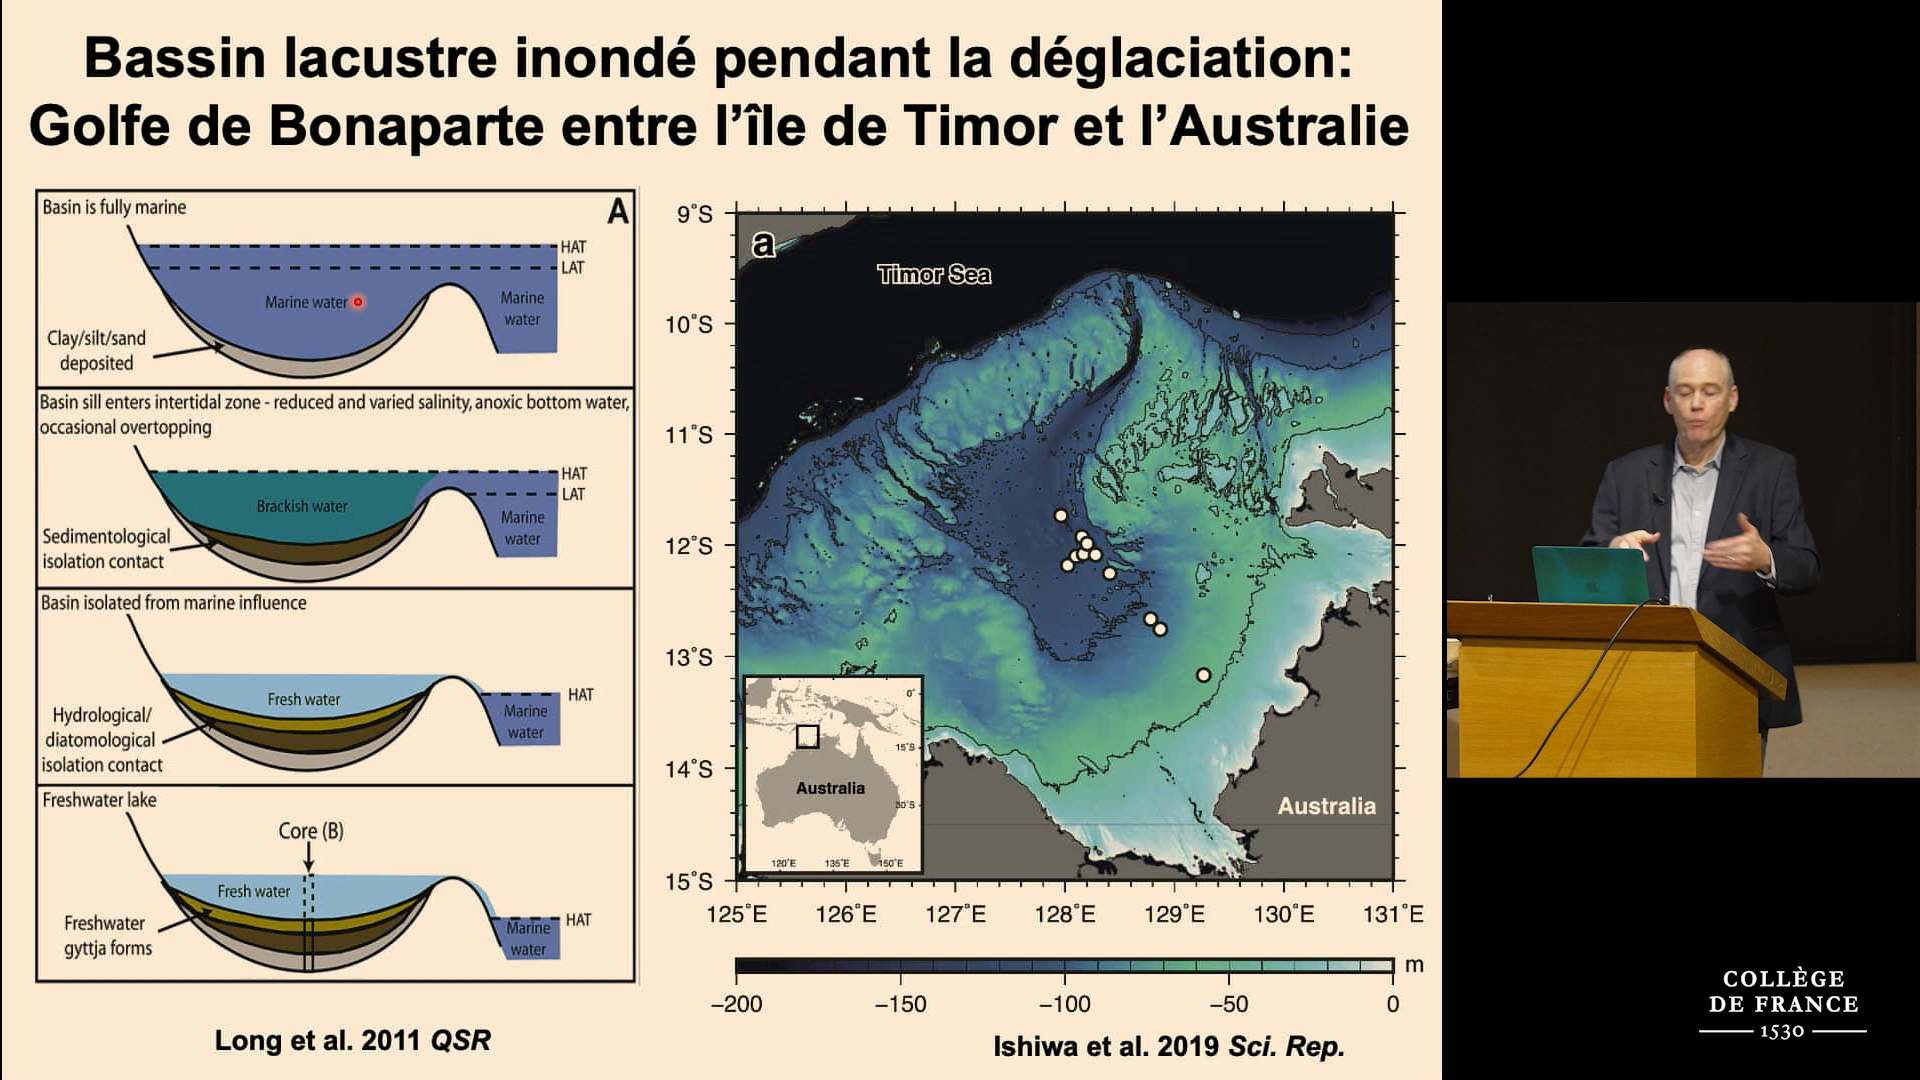 Bassin lacustre inondé pendant la déglaciation:
Golfe de Bonaparte entre l'île de Timor et l'Australie
Basin is fully marine
A
HAT
LAT
Marine water
Marine
water
Clay/silt/sand
deposited
Basin sill enters intertidal zone - reduced and varied salinity, anoxic bottom water,
occasional overtopping
HAT
LAT
Brackish water
Marine
water
Sedimentological
isolation contact
Basin isolated from marine influence
Fresh water
HAT
Marine
water
Hydrological/
diatomological
isolation contact
Freshwater lake
Core (B)
Fresh water
HAT
Marine
water
Freshwater
gyttja forms
Long et al. 2011 QSR
9°S
10°S
11°S
12°S
13°S
14°S
15°S
a
Timor Sea
Australia
0°
15°S
30°S
Australia
120°E 135°E 150°E
125°E 126°E 127°E 128°E 129°E 130°E 131°E
m
−200 −150 −100 −50 0
Ishiwa et al. 2019 Sci. Rep.
COLLÈGE
DE FRANCE
1530